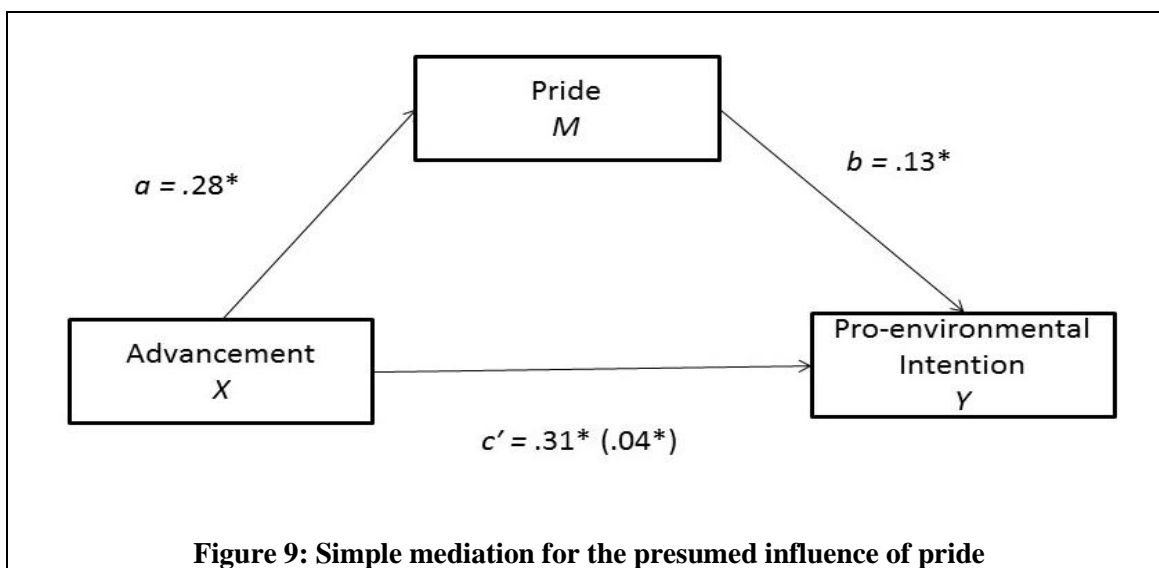 Pride
M
a = .28*
b = .13*
Advancement
X
Pro-environmental
Intention
Y
c′ = .31* (.04*)
Figure 9: Simple mediation for the presumed influence of pride